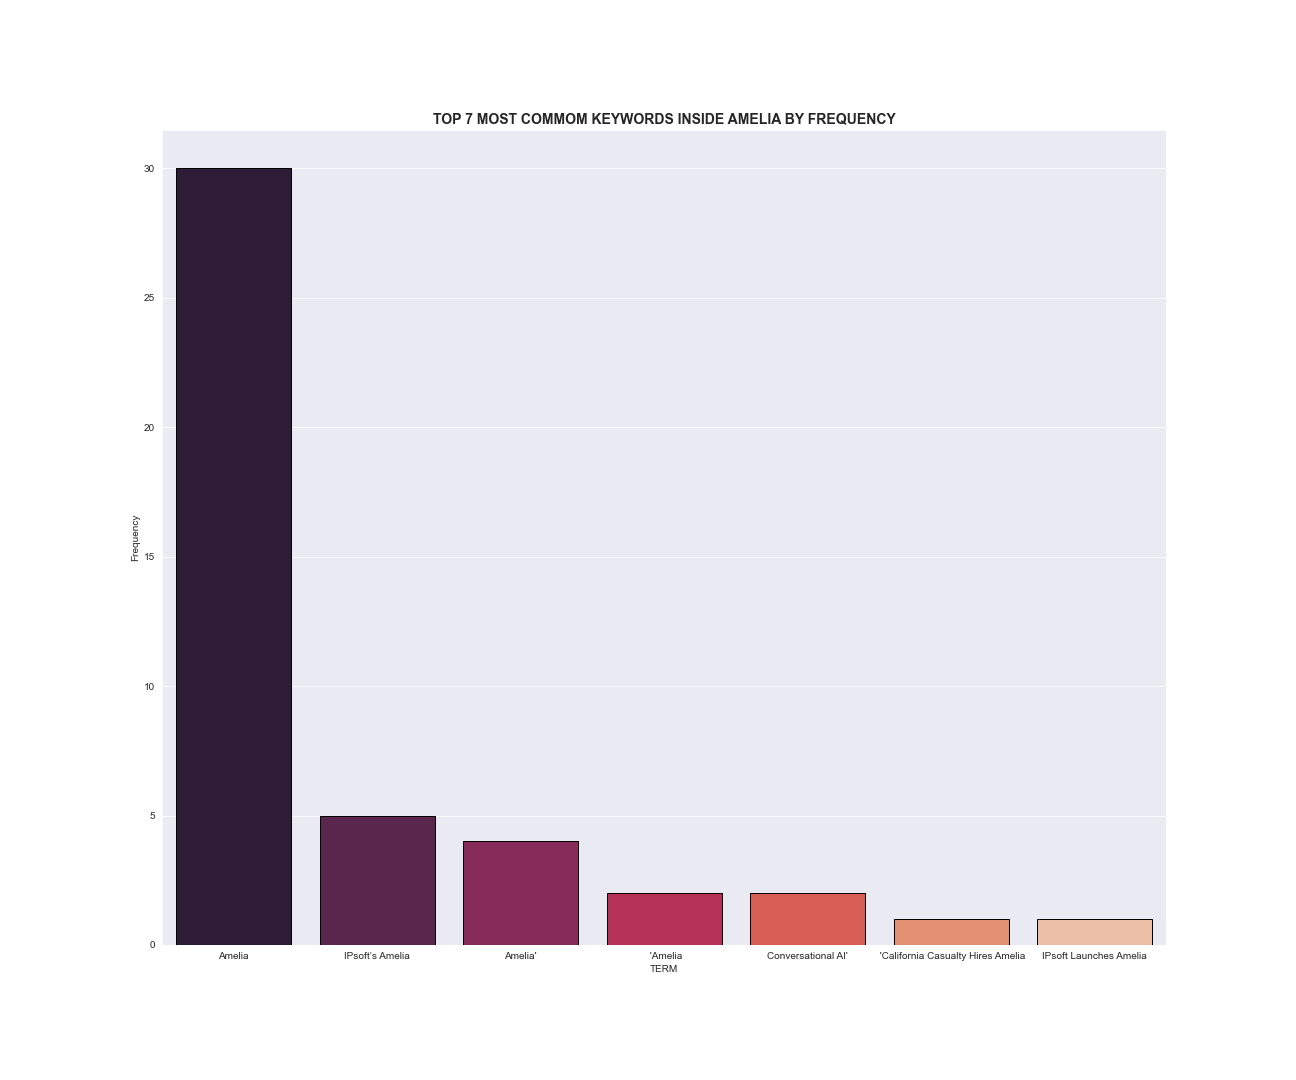 TOP 7 MOST COMMOM KEYWORDS INSIDE AMELIA BY FREQUENCY
Frequency
30
25
20
15
10
5
0
Amelia IPsoft's Amelia Amelia' 'Amelia Conversational AI' 'California Casualty Hires Amelia IPsoft Launches Amelia
TERM